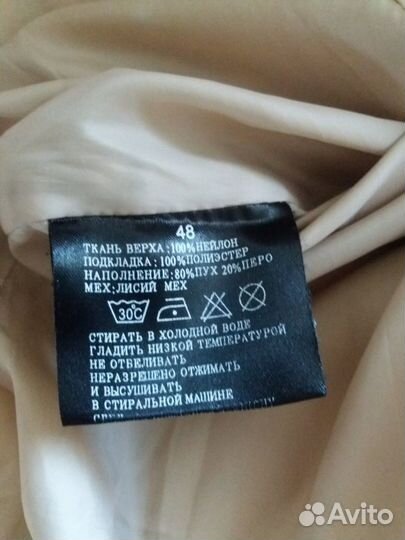 48
ТКАНЬ ВЕРХА:100%НЕЙЛОН
ПОДКЛАДКА:100%ПОЛИЭСТЕР
НАПОЛНЕНИЕ:80%ПУХ 20%ПЕРО
МЕХ:ЛИСИЙ МЕХ
30C
СТИРАТЬ В ХОЛОДНОЙ ВОДЕ
ГЛАДИТЬ НИЗКОЙ ТЕМПЕРАТУРОЙ
НЕ ОТБЕЛИВАТЬ
НЕРАЗРЕШЕНО ОТЖИМАТЬ
И ВЫСУШИВАТЬ
В СТИРАЛЬНОЙ МАШИНЕ
Avito